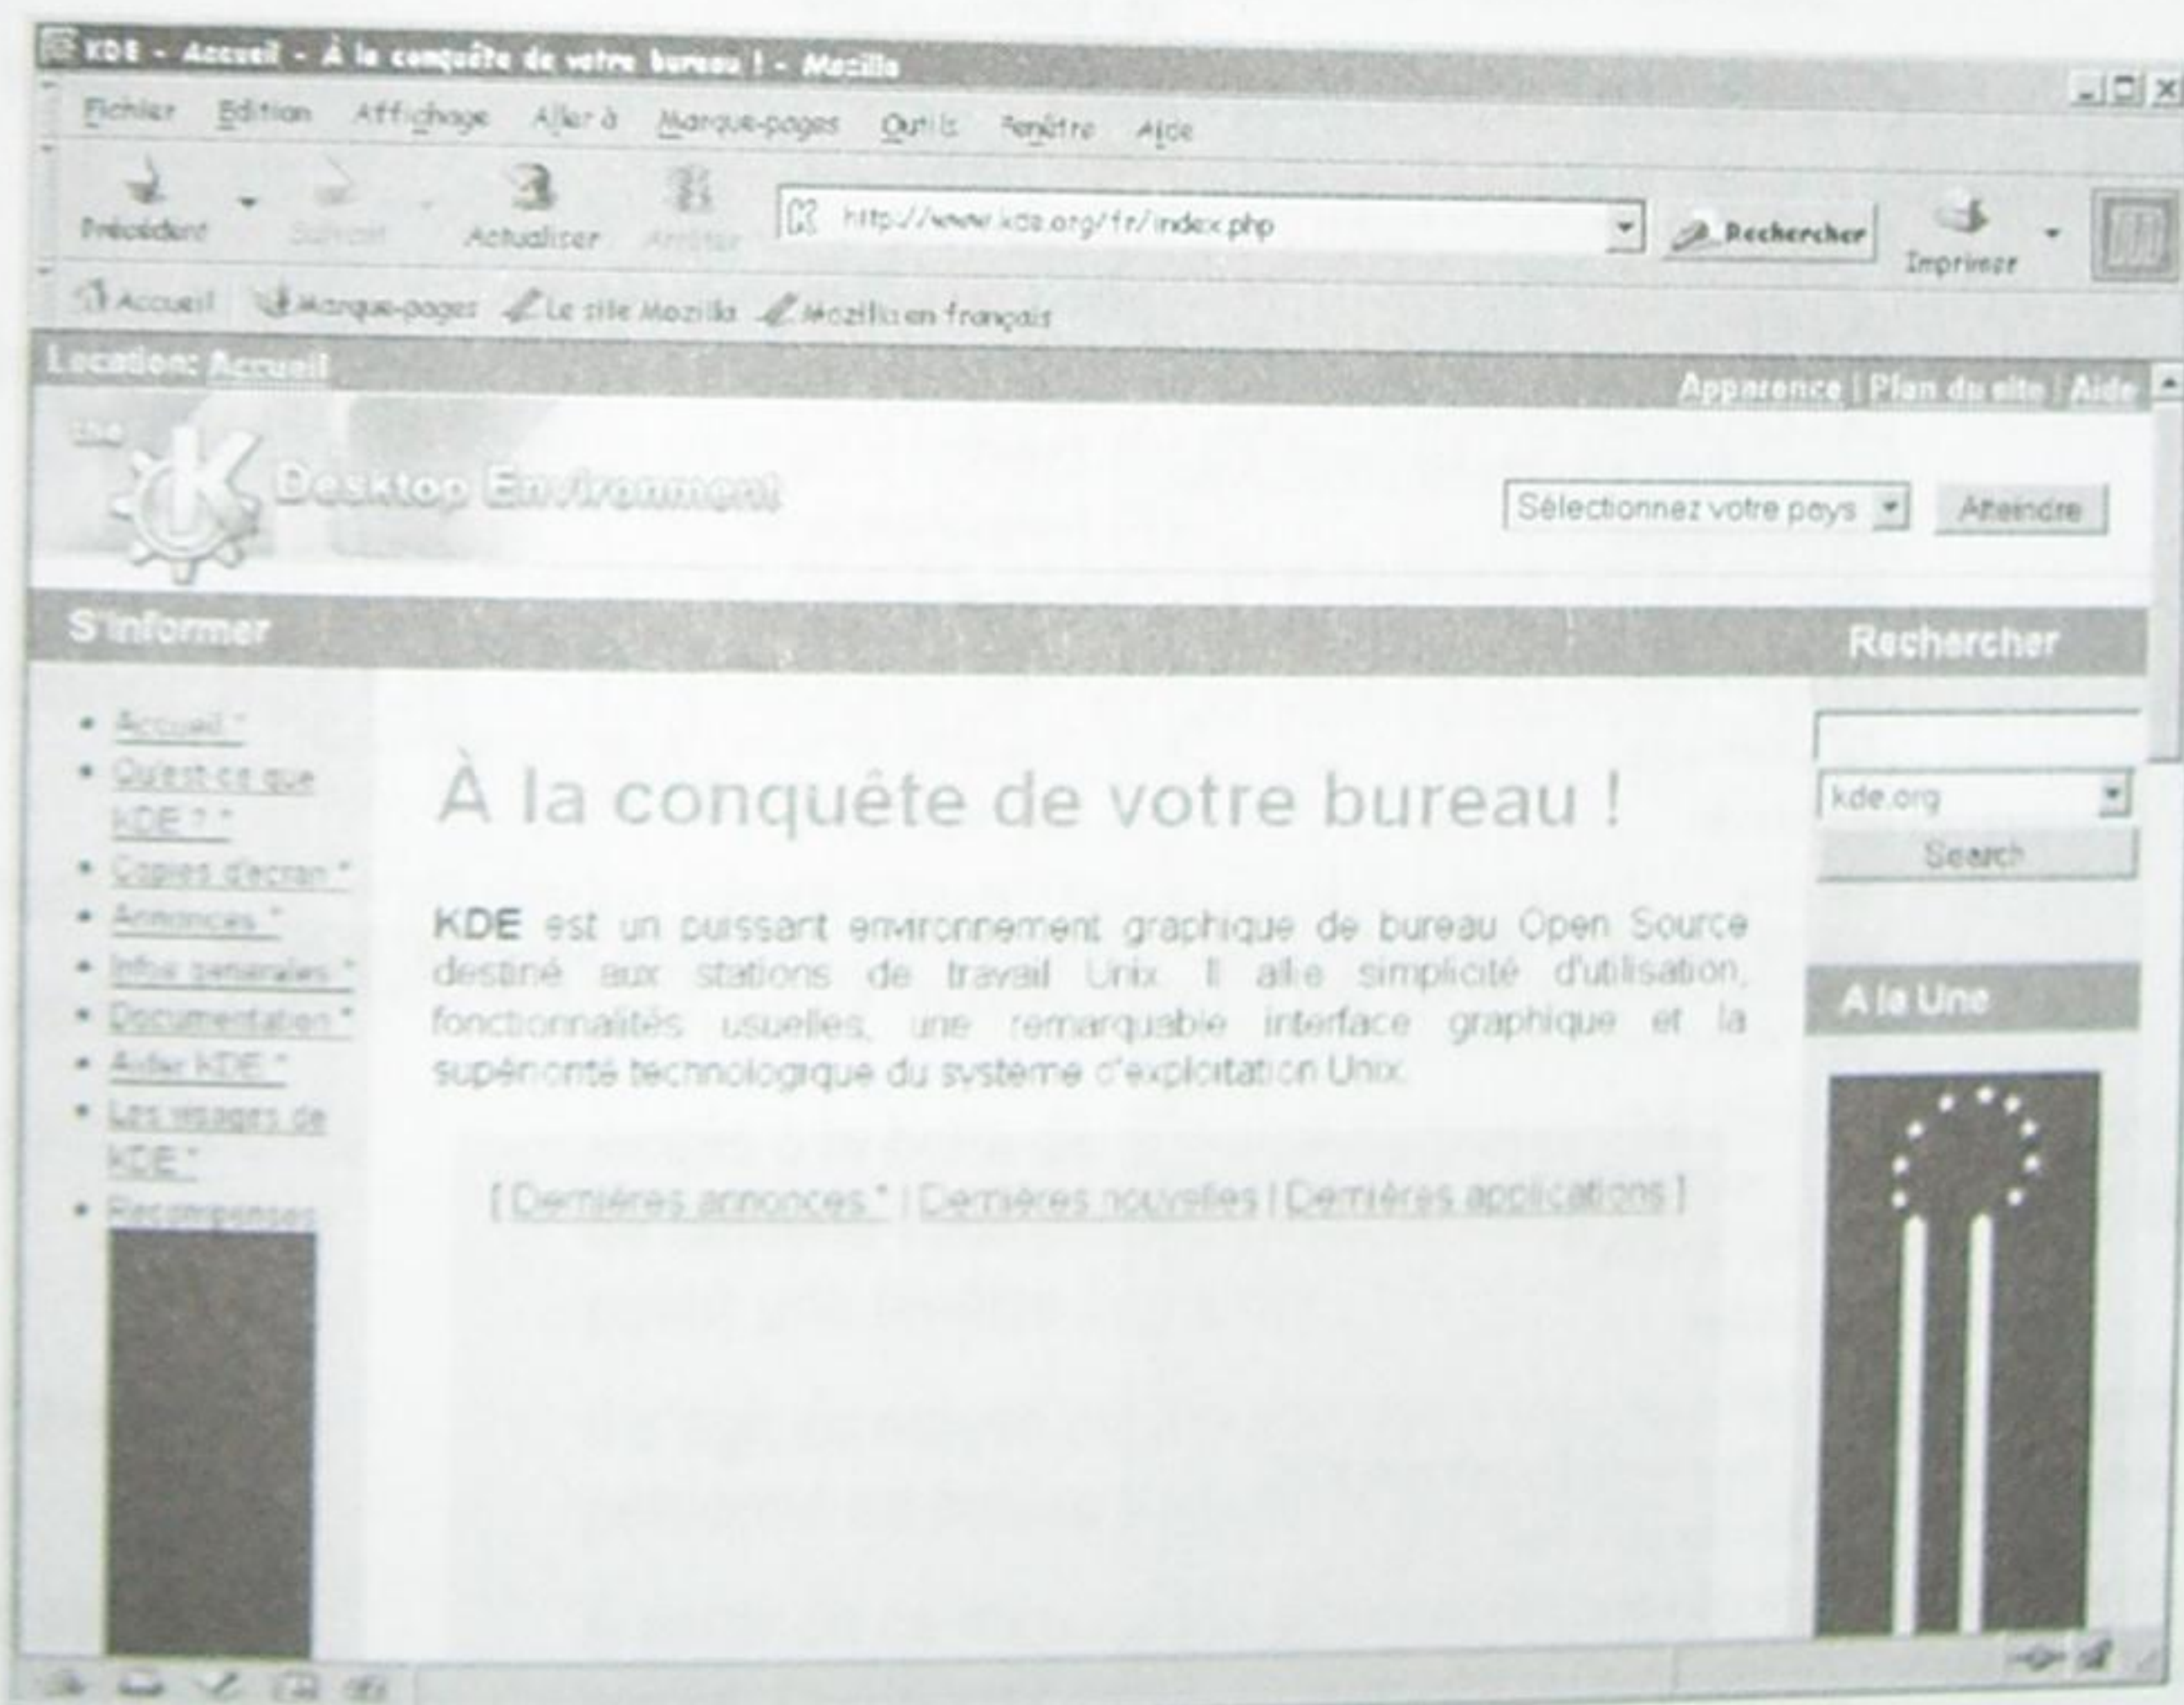 KDE - Accueil - À la conquête de votre bureau ! - Mozilla
Fichier Edition Affichage Aller à Marque-pages Outils Fenêtre Aide
Précédent Suivant Actualiser Arrêter http://www.kde.org/fr/index.php Rechercher Imprimer
Accueil Marque-pages Le site Mozilla Mozilla en français
Location: Accueil
Apparence | Plan du site | Aide
the K Desktop Environment
Sélectionnez votre pays Atteindre
S'informer
Rechercher
Accueil *
Qu'est-ce que
KDE ? *
Copies d'écran *
Annonces *
Infos générales *
Documentation *
Aider KDE *
Les visages de
KDE *
Récompenses
À la conquête de votre bureau !
KDE est un puissant environnement graphique de bureau Open Source
destiné aux stations de travail Unix. Il allie simplicité d'utilisation,
fonctionnalités usuelles, une remarquable interface graphique et la
supériorité technologique du système d'exploitation Unix.
[ Dernières annonces * | Dernières nouvelles | Dernières applications ]
kde.org
Search
A la Une